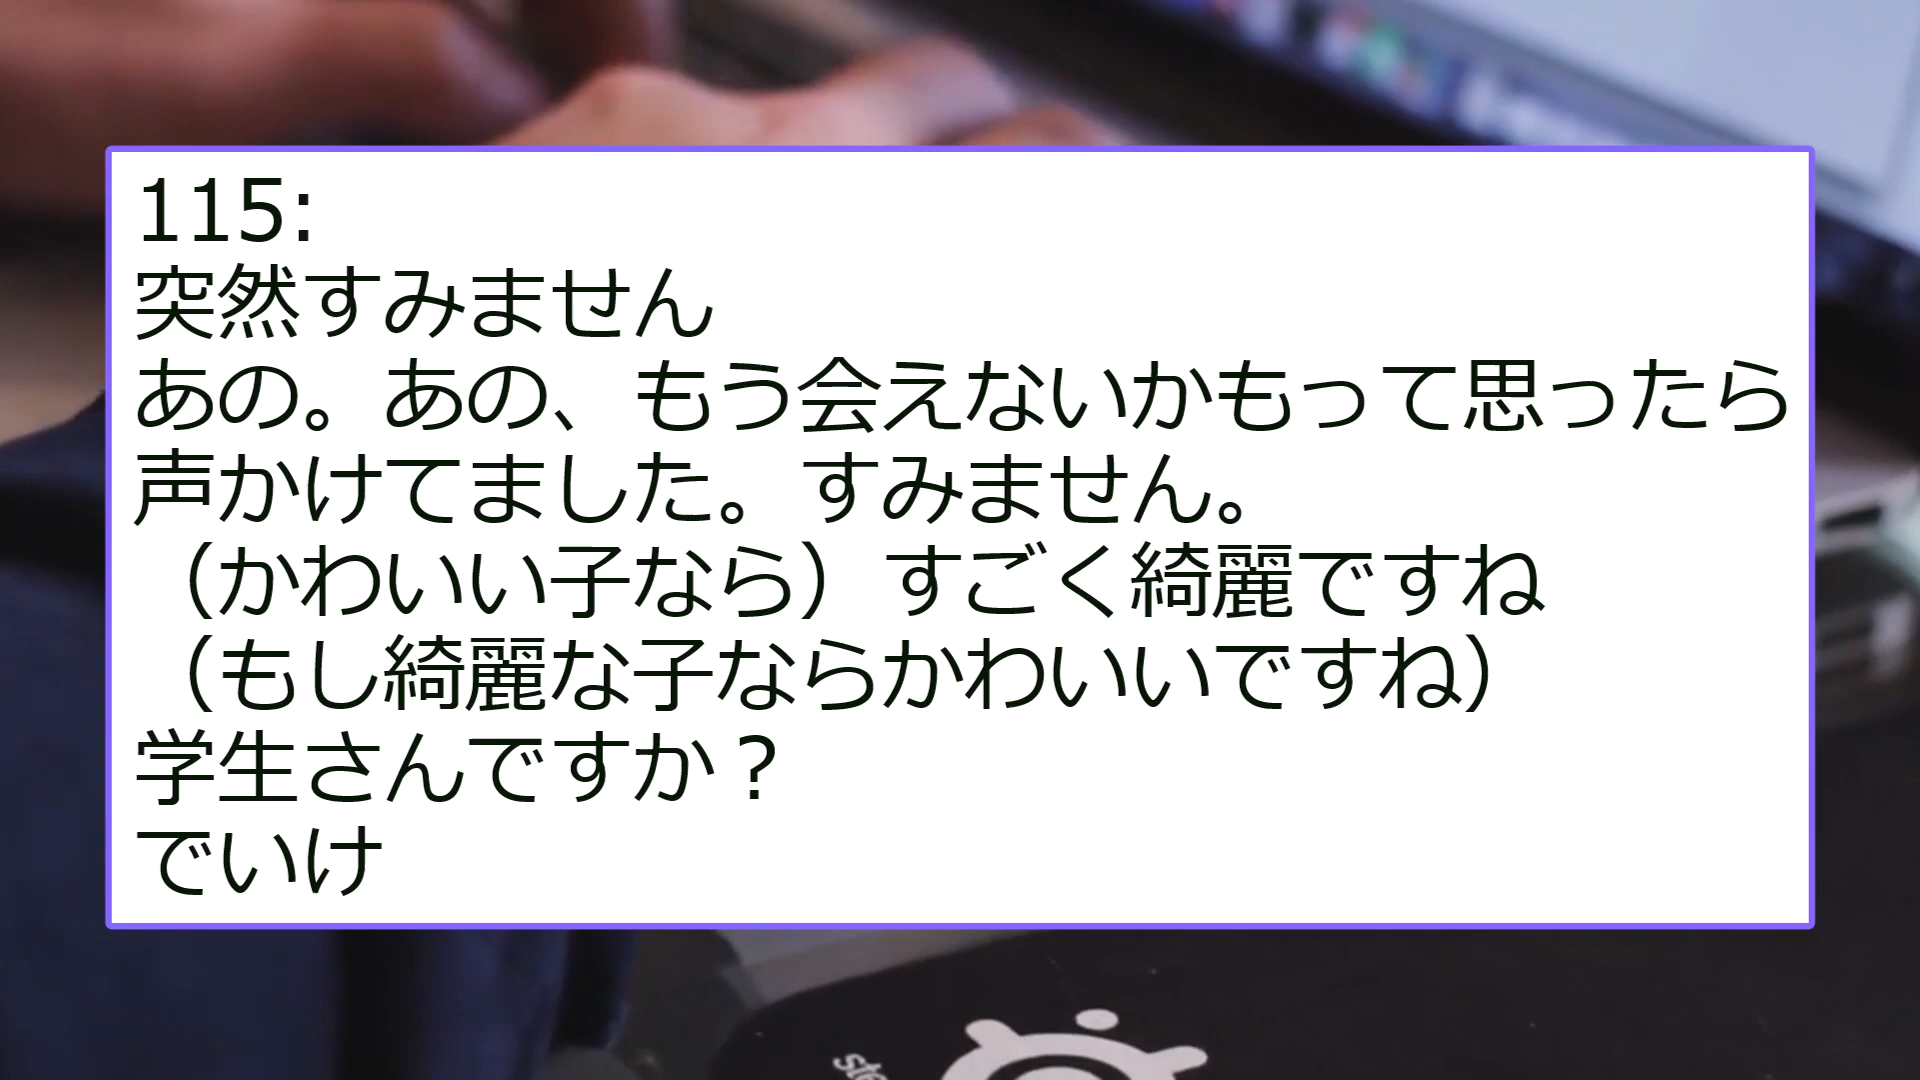 115:
突然すみません
あの。あの、もう会えないかもって思ったら
声かけてました。すみません。
（かわいい子なら）すごく綺麗ですね
（もし綺麗な子ならかわいいですね）
学生さんですか？
でいけ